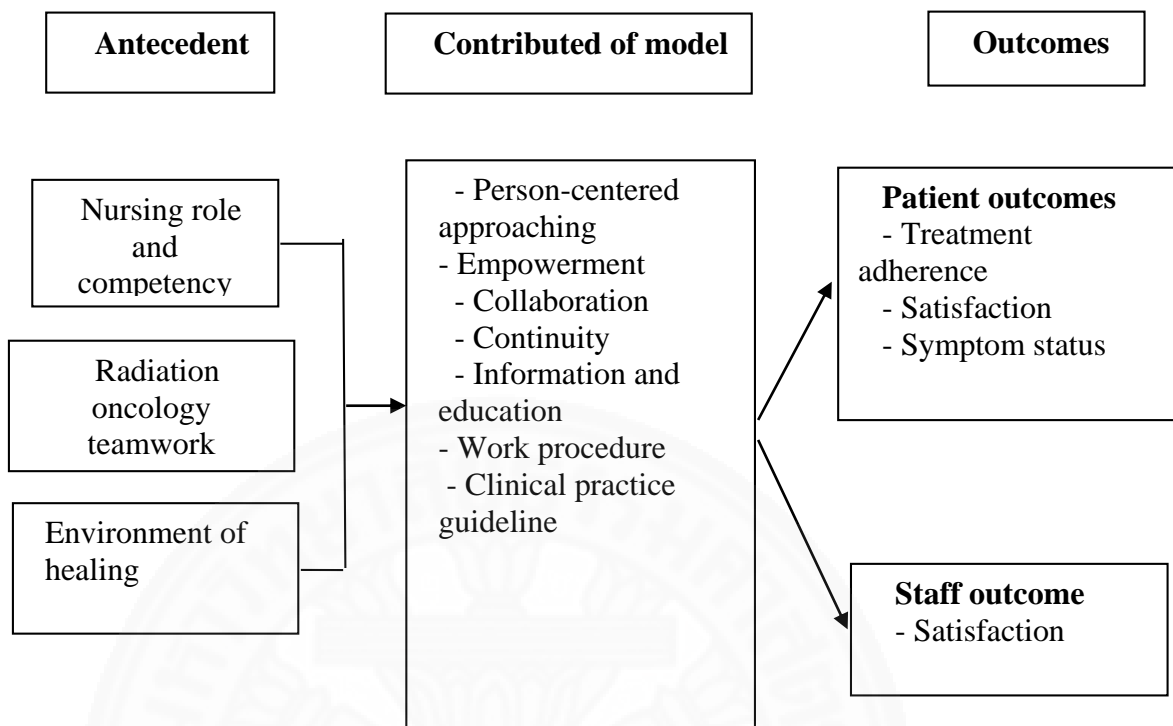 Antecedent
Contributed of model
Outcomes
Nursing role
and
competency
Radiation
oncology
teamwork
Environment of
healing
- Person-centered
approaching
- Empowerment
- Collaboration
- Continuity
- Information and
education
- Work procedure
- Clinical practice
guideline
Patient outcomes
- Treatment
adherence
- Satisfaction
- Symptom status
Staff outcome
- Satisfaction